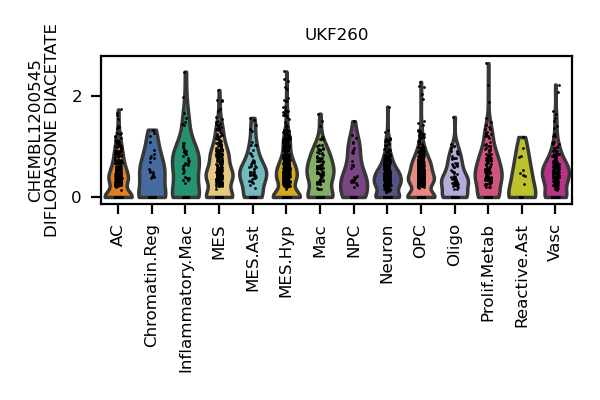 UKF260
CHEMBL1200545
DIFLORASONE DIACETATE
2
0
AC
Chromatin.Reg
Inflammatory.Mac
MES
MES.Ast
MES.Hyp
Mac
NPC
Neuron
OPC
Oligo
Prolif.Metab
Reactive.Ast
Vasc